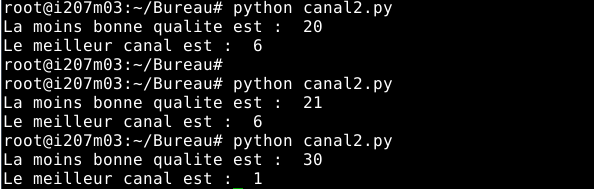 root@i207m03:~/Bureau# python canal2.py
La moins bonne qualite est :  20
Le meilleur canal est :  6
root@i207m03:~/Bureau#
root@i207m03:~/Bureau# python canal2.py
La moins bonne qualite est :  21
Le meilleur canal est :  6
root@i207m03:~/Bureau# python canal2.py
La moins bonne qualite est :  30
Le meilleur canal est :  1